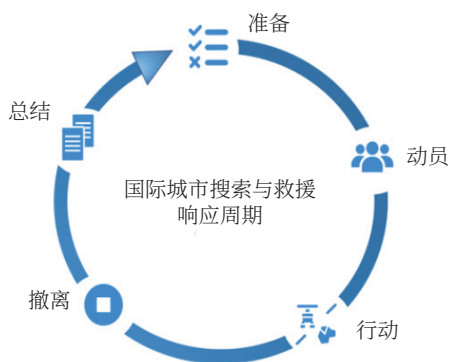 准备
总结
动员
国际城市搜索与救援
响应周期
撤离
行动